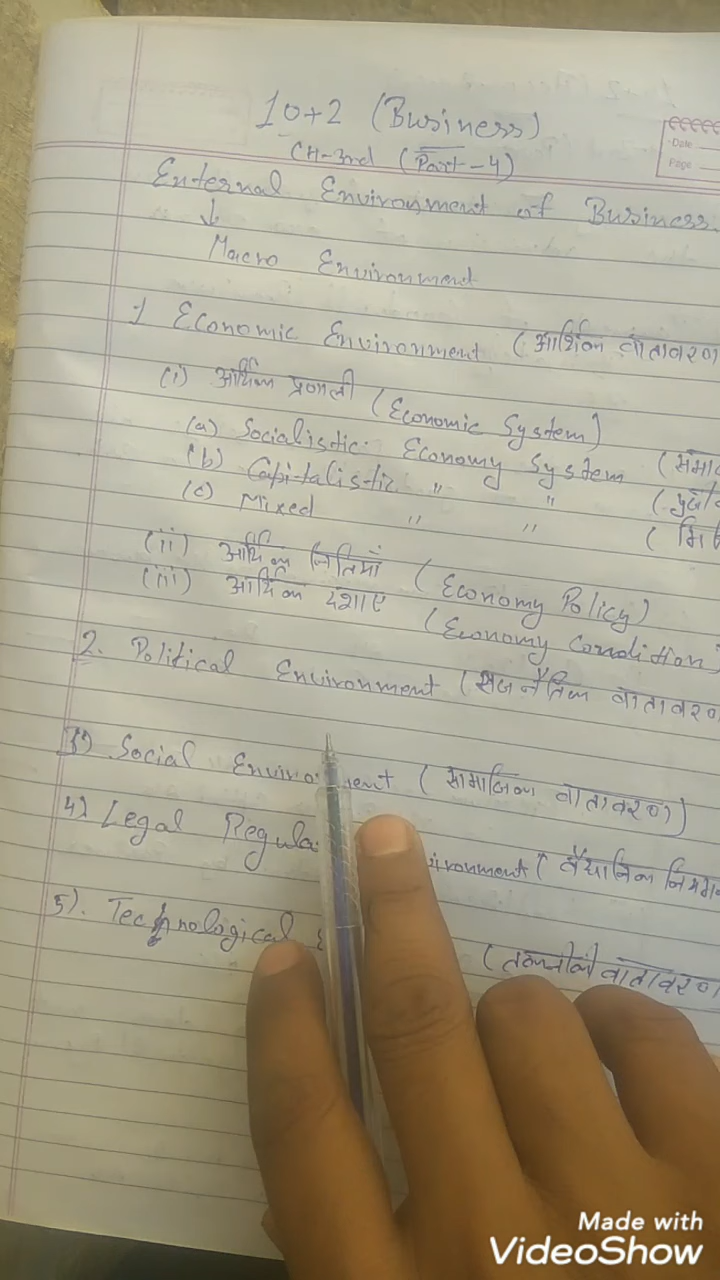 10+2 (Business)
CH-3rd (Part-4)
Date
Page
External Environment of Business.
↓
Macro Environment
1 Economic Environment (आर्थिक वातावरण
(i) आर्थिक प्रणाली (Economic System)
(a) Socialistic Economy System (समाज
(b) Capitalistic " " (पूंजी
(c) Mixed " " (मि
(ii) आर्थिक नितियाँ (Economy Policy)
(iii) आर्थिक दशाएं (Economy Condition)
2. Political Environment (राजनैतिक वातावरण
3) Social Environment (सामाजिक वातावरण)
4) Legal Regula ironment (वैधानिक नियमन
5). Technological E (तकनीकी वातावरण
Made with
VideoShow